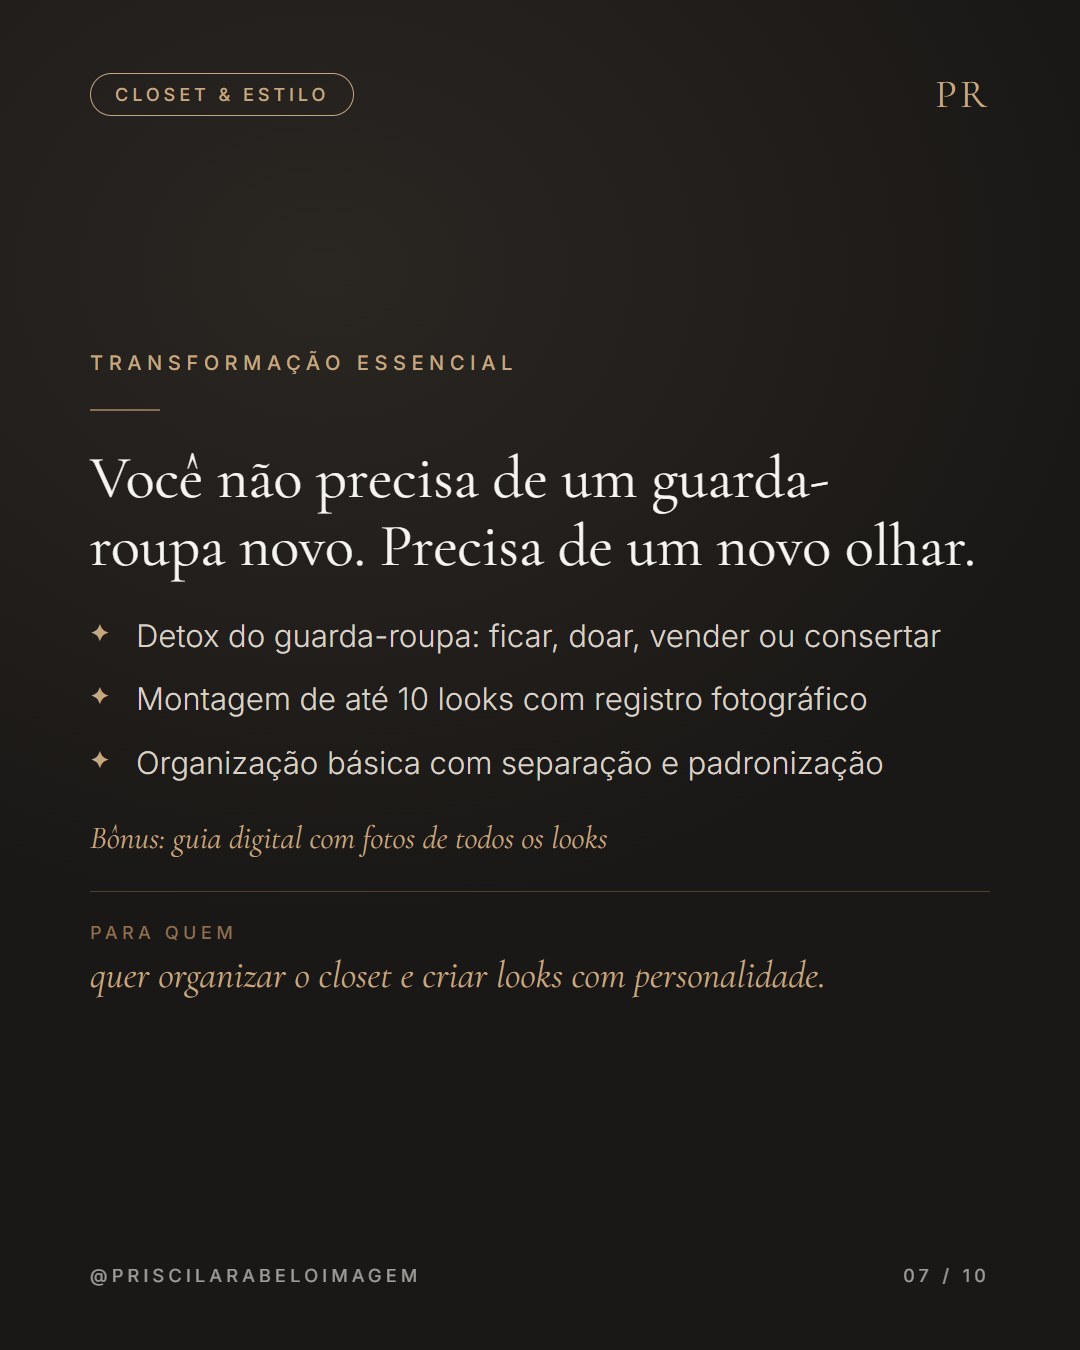 CLOSET & ESTILO
PR
TRANSFORMAÇÃO ESSENCIAL
Você não precisa de um guarda-
roupa novo. Precisa de um novo olhar.
✦ Detox do guarda-roupa: ficar, doar, vender ou consertar
✦ Montagem de até 10 looks com registro fotográfico
✦ Organização básica com separação e padronização
Bônus: guia digital com fotos de todos os looks
PARA QUEM
quer organizar o closet e criar looks com personalidade.
@PRISCILARABELOIMAGEM
07 / 10